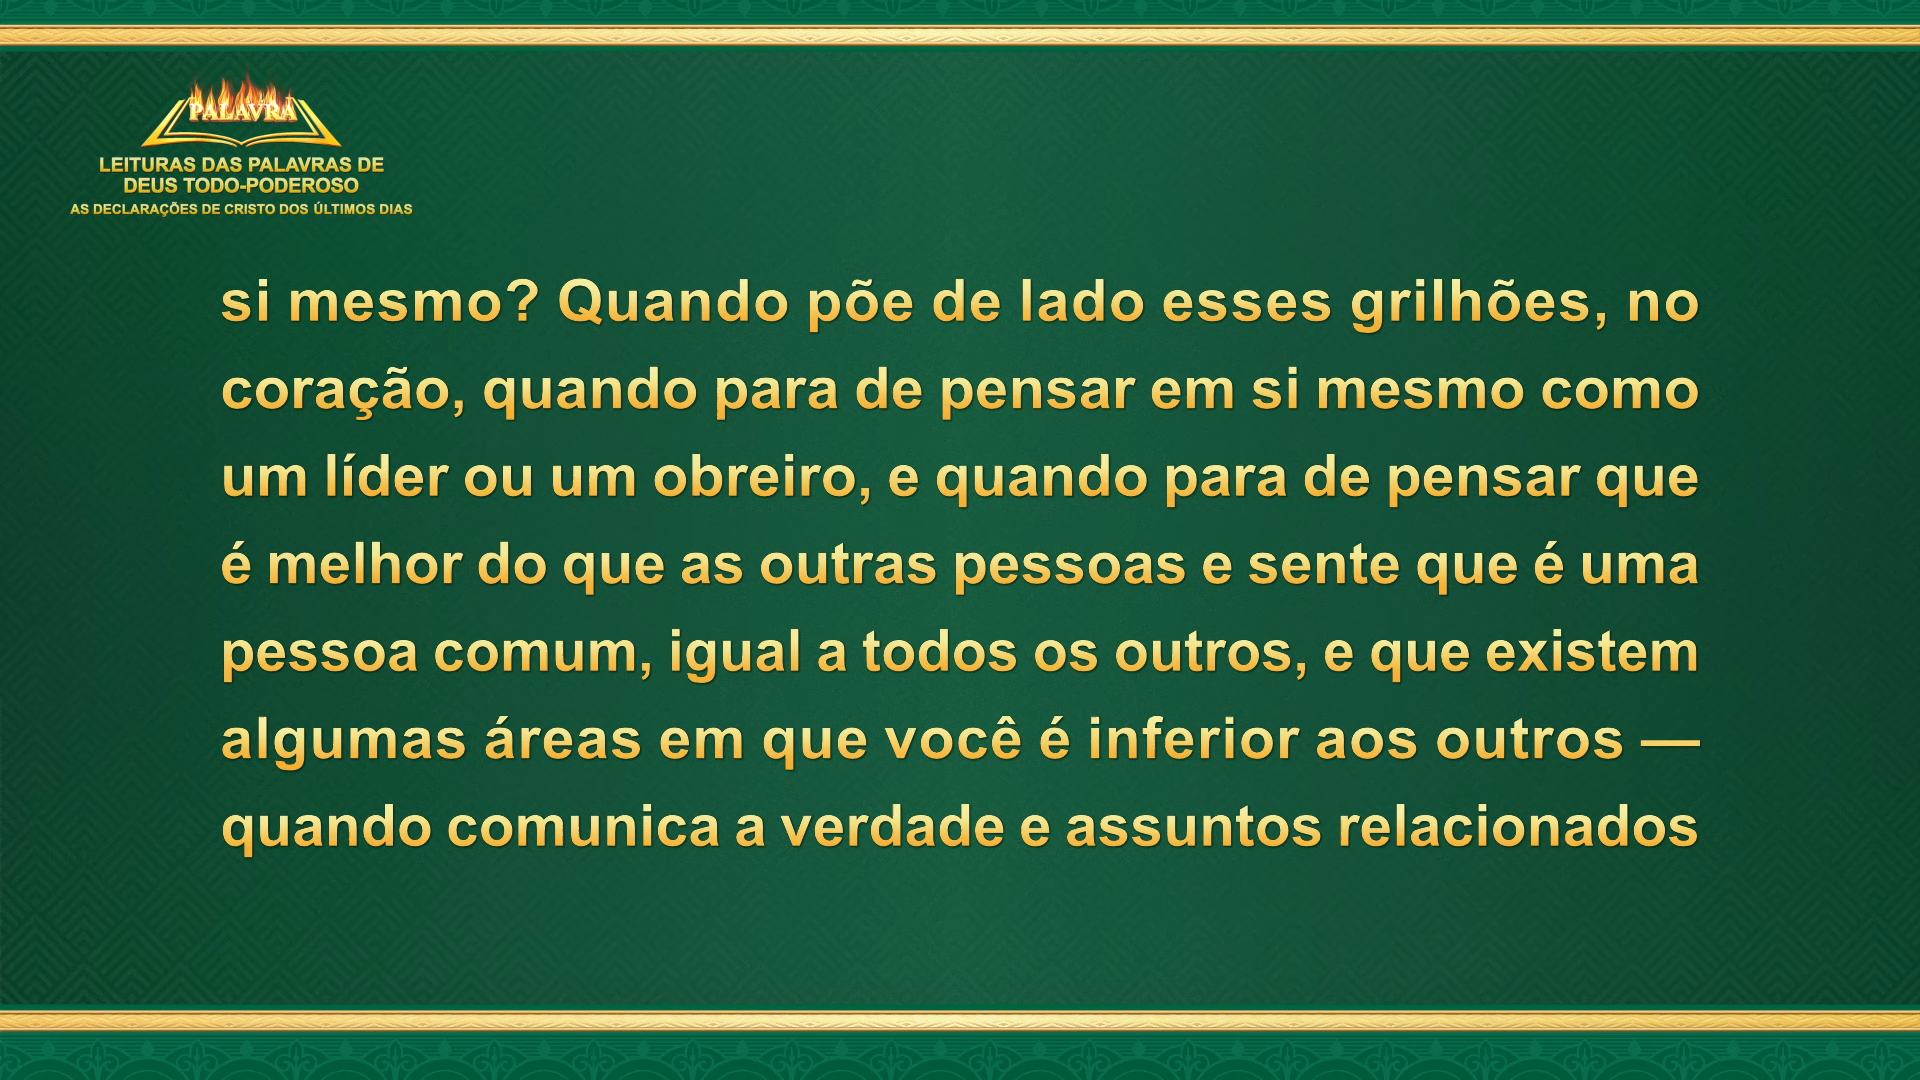 PALAVRA
LEITURAS DAS PALAVRAS DE
DEUS TODO-PODEROSO
AS DECLARAÇÕES DE CRISTO DOS ÚLTIMOS DIAS
si mesmo? Quando põe de lado esses grilhões, no
coração, quando para de pensar em si mesmo como
um líder ou um obreiro, e quando para de pensar que
é melhor do que as outras pessoas e sente que é uma
pessoa comum, igual a todos os outros, e que existem
algumas áreas em que você é inferior aos outros —
quando comunica a verdade e assuntos relacionados